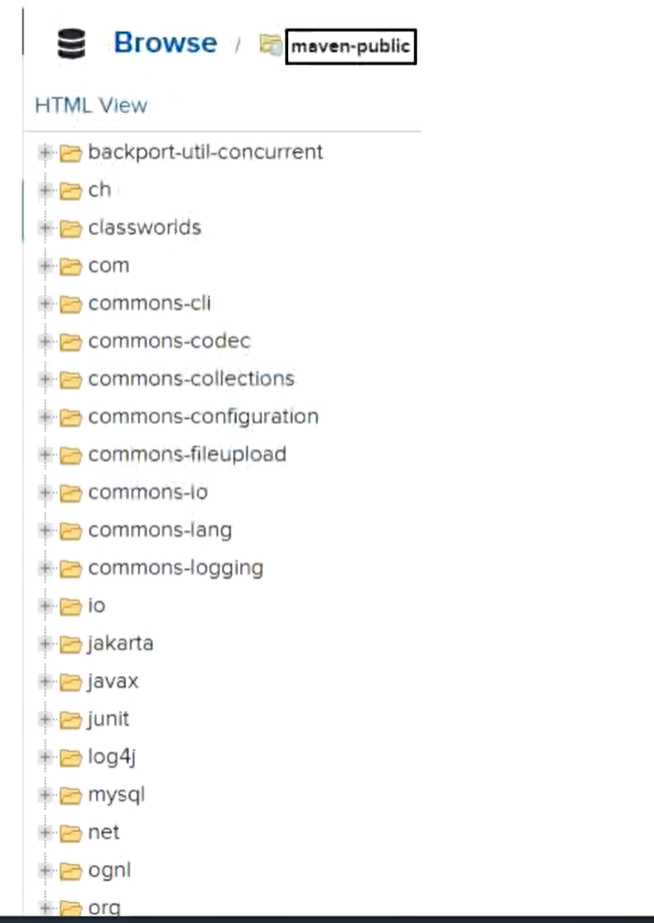 Browse / maven-public
HTML View
backport-util-concurrent
ch
classworlds
com
commons-cli
commons-codec
commons-collections
commons-configuration
commons-fileupload
commons-io
commons-lang
commons-logging
io
jakarta
javax
junit
log4j
mysql
net
ognl
org